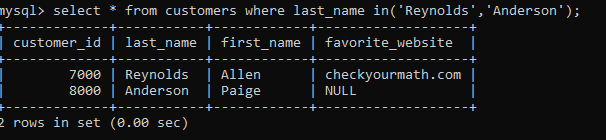 mysql> select * from customers where last_name in('Reynolds','Anderson');
+-------------+-----------+------------+-------------------+
| customer_id | last_name | first_name | favorite_website  |
+-------------+-----------+------------+-------------------+
|        7000 | Reynolds  | Allen      | checkyourmath.com |
|        8000 | Anderson  | Paige      | NULL              |
+-------------+-----------+------------+-------------------+
2 rows in set (0.00 sec)